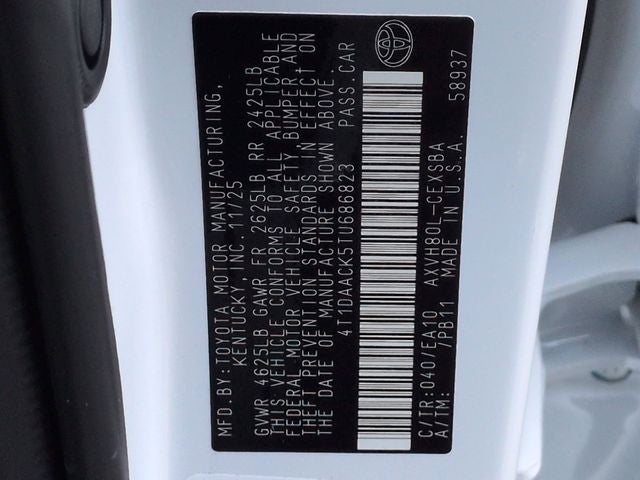 MFD. BY: TOYOTA MOTOR MANUFACTURING,
KENTUCKY, INC. 11/25
GVWR 4625LB GAWR FR 2625LB RR 2425LB
THIS VEHICLE CONFORMS TO ALL APPLICABLE
FEDERAL MOTOR VEHICLE SAFETY, BUMPER, AND
THEFT PREVENTION STANDARDS IN EFFECT ON
THE DATE OF MANUFACTURE SHOWN ABOVE.
4T1DAACK5TU686823 PASS. CAR
C/TR: 040/EA10 AXVH80L-CEXSBA
A/TM: /PB11 MADE IN U.S.A. 58937